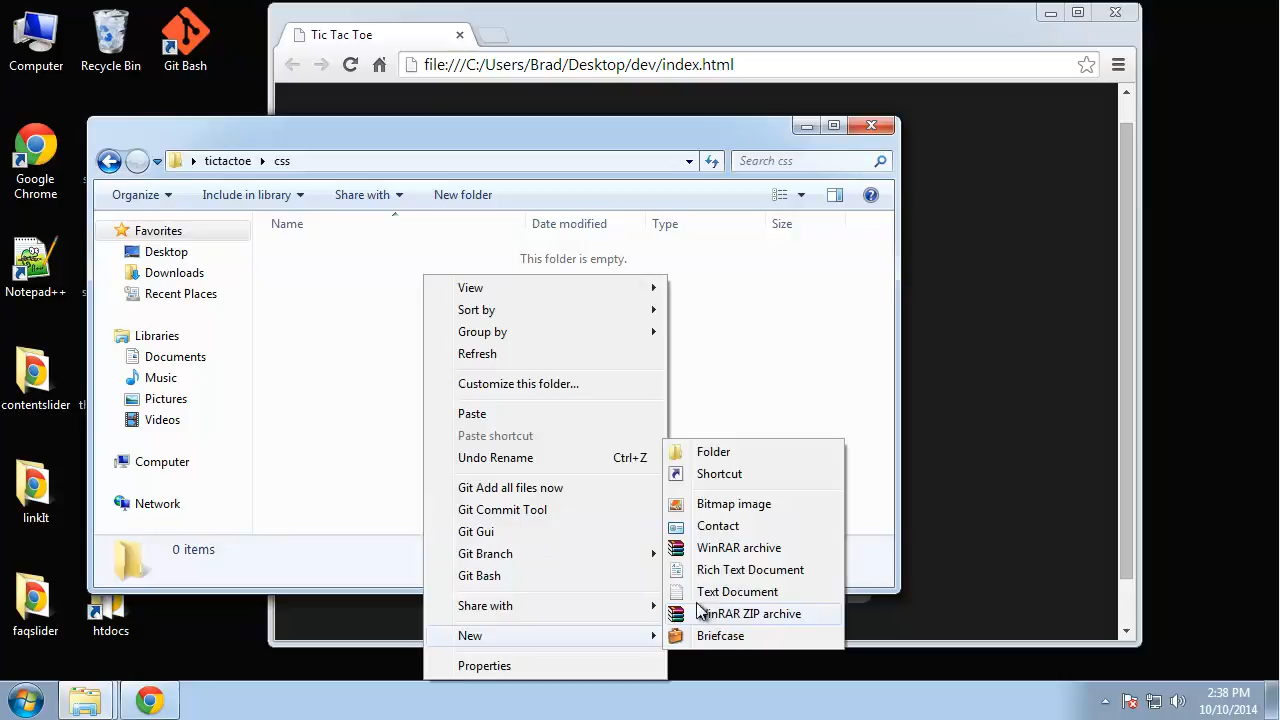 Computer
Recycle Bin
Git Bash
Google
Chrome
Notepad++
contentslider
linkIt
faqslider
htdocs
Tic Tac Toe
file:///C:/Users/Brad/Desktop/dev/index.html
tictactoe
css
Search css
Organize
Include in library
Share with
New folder
Name
Date modified
Type
Size
This folder is empty.
Favorites
Desktop
Downloads
Recent Places
Libraries
Documents
Music
Pictures
Videos
Computer
Network
0 items
View
Sort by
Group by
Refresh
Customize this folder...
Paste
Paste shortcut
Undo Rename Ctrl+Z
Git Add all files now
Git Commit Tool
Git Gui
Git Branch
Git Bash
Share with
New
Properties
Folder
Shortcut
Bitmap image
Contact
WinRAR archive
Rich Text Document
Text Document
WinRAR ZIP archive
Briefcase
2:38 PM
10/10/2014